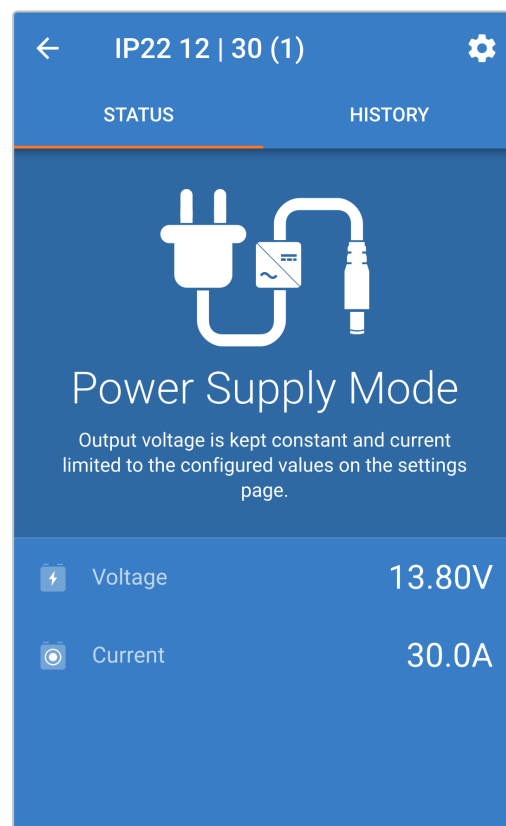 IP22 12 | 30 (1)
STATUS
HISTORY
Power Supply Mode
Output voltage is kept constant and current
limited to the configured values on the settings
page.
Voltage
13.80V
Current
30.0A